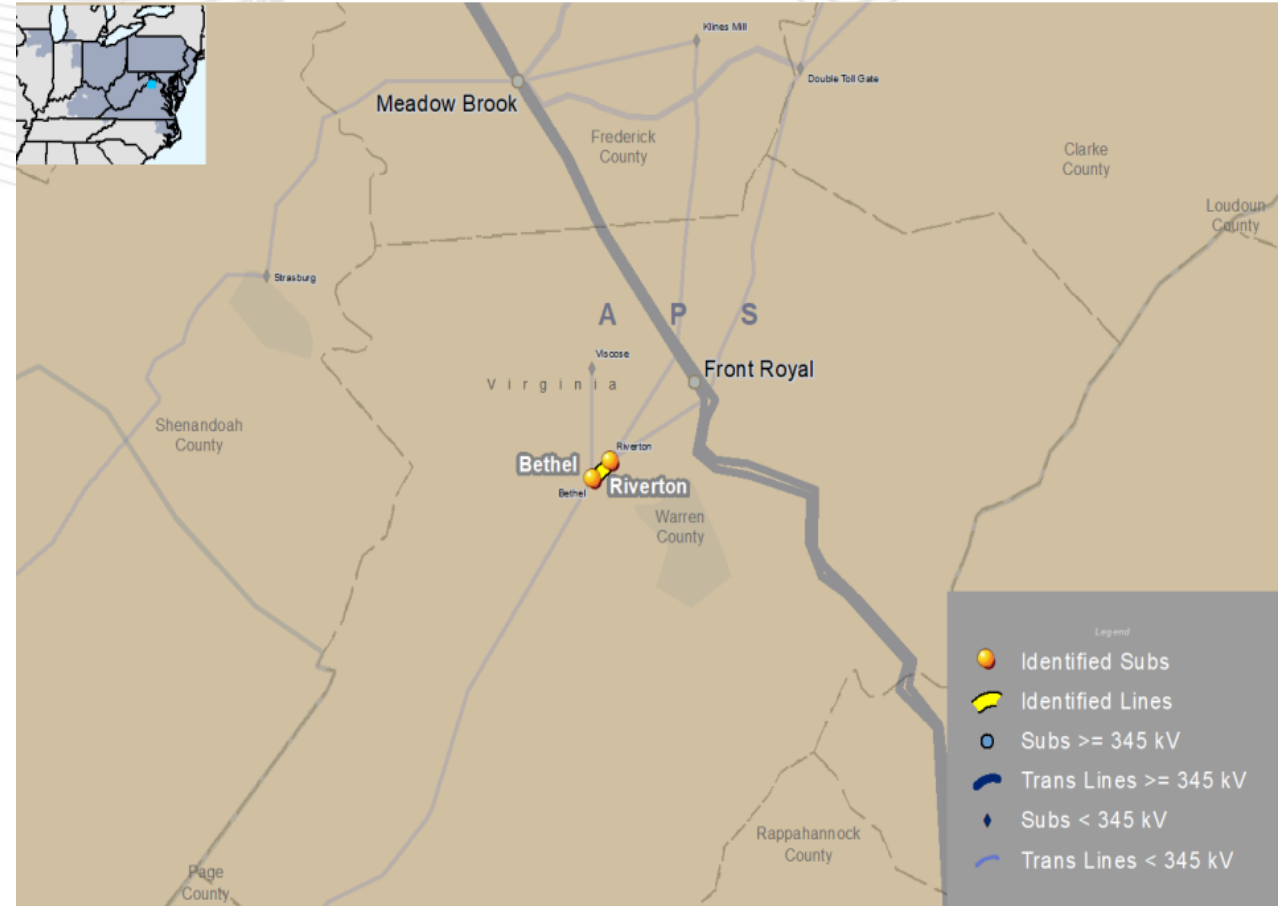 Klines Mill
Double Toll Gate
Meadow Brook
Frederick
County
Clarke
County
Loudoun
County
Strasburg
A P S
Viscose
Front Royal
Virginia
Shenandoah
County
Riverton
Bethel
Riverton
Bethel
Warren
County
Legend
Identified Subs
Identified Lines
Subs >= 345 kV
Trans Lines >= 345 kV
Subs < 345 kV
Trans Lines < 345 kV
Rappahannock
County
Page
County